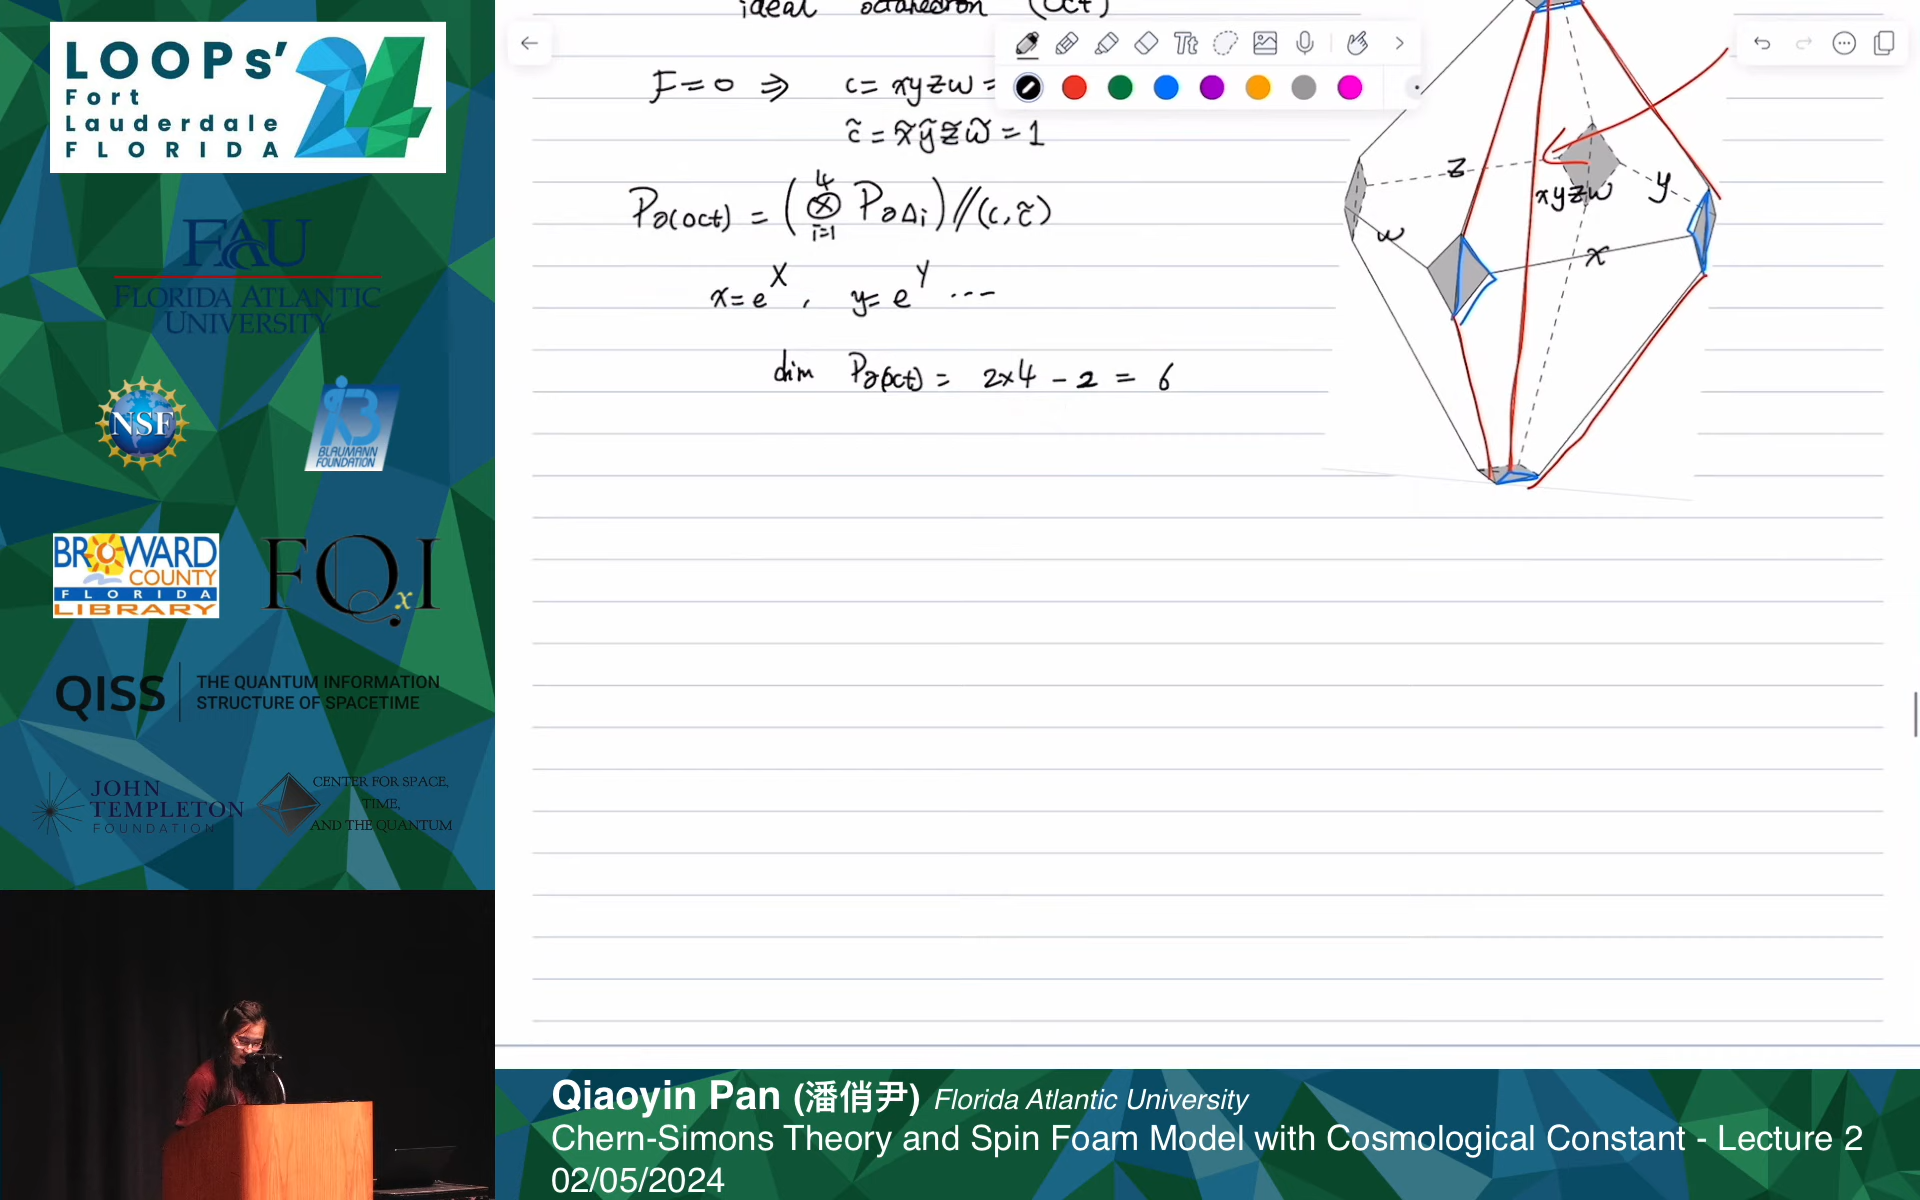 LOOPs' 24
Fort
Lauderdale
FLORIDA
FAU
FLORIDA ATLANTIC
UNIVERSITY
NSF
B
BLAUMANN
FOUNDATION
BROWARD
COUNTY
FLORIDA
LIBRARY
FQxI
QISS
THE QUANTUM INFORMATION
STRUCTURE OF SPACETIME
JOHN
TEMPLETON
FOUNDATION
CENTER FOR SPACE,
TIME,
AND THE QUANTUM
ideal octahedron (Oct)
Tt
F=0 ⇒ c = xyzw =
c̃ = x̃ỹz̃w̃ = 1
P∂(oct) = (⊗ᵢ₌₁⁴ P∂Δi) // (c, c̃)
x = e^X, y = e^Y ---
dim P∂(oct) = 2×4 - 2 = 6
z
xyzw
y
w
x
Qiaoyin Pan (潘俏尹) Florida Atlantic University
Chern-Simons Theory and Spin Foam Model with Cosmological Constant - Lecture 2
02/05/2024